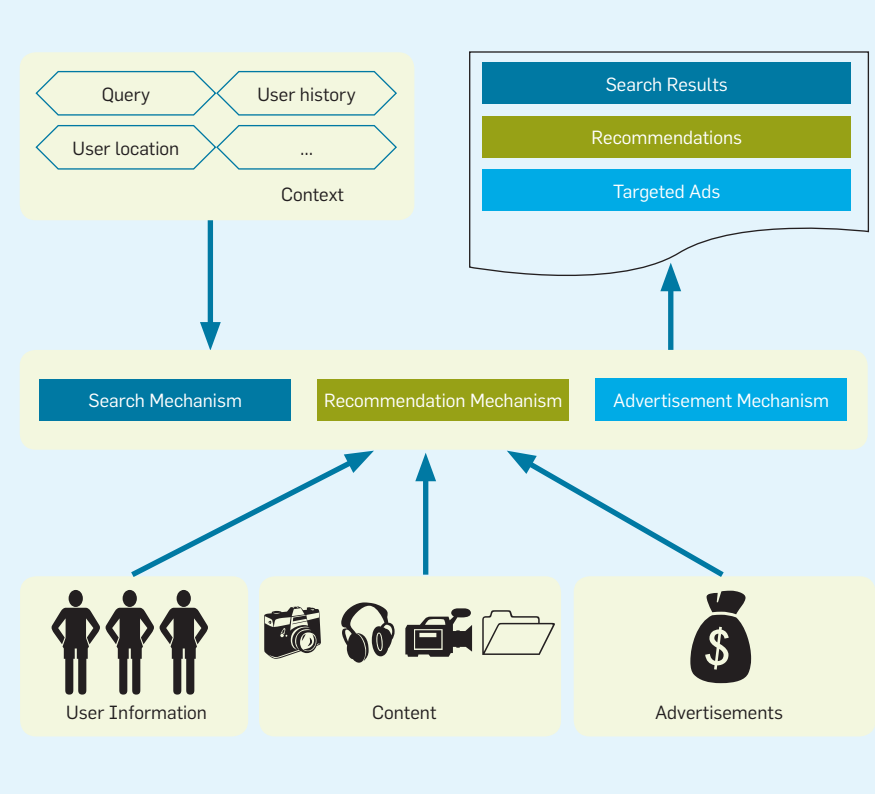 Query
User history
User location
...
Context
Search Results
Recommendations
Targeted Ads
Search Mechanism
Recommendation Mechanism
Advertisement Mechanism
User Information
Content
$
Advertisements